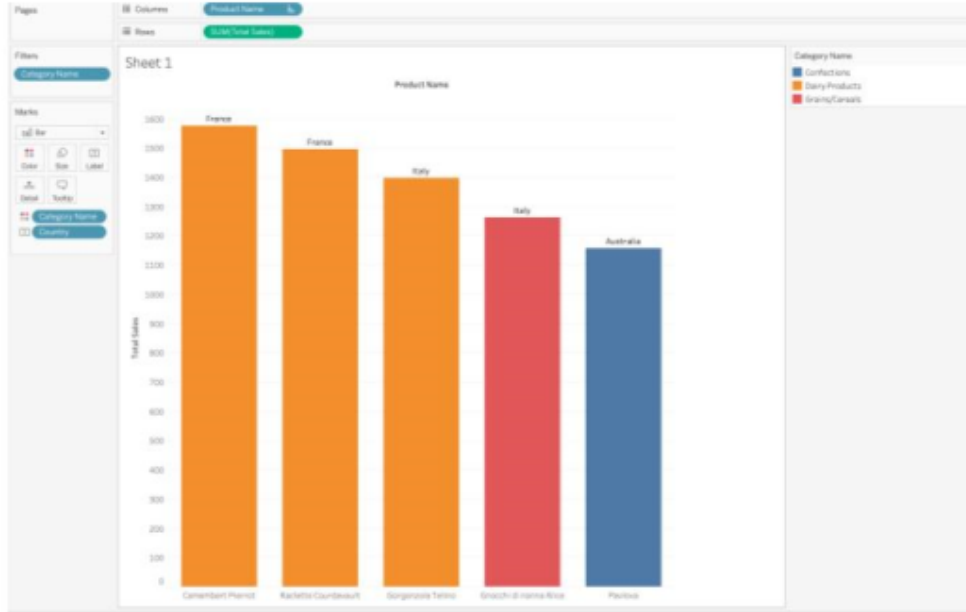 Pages
Columns
Product Name
Rows
SUM(Total Sales)
Filters
Category Name
Marks
Bar
Color
Size
Label
Detail
Tooltip
Category Name
Country
Sheet 1
Product Name
Total Sales
1600
1500
1400
1300
1200
1100
1000
900
800
700
600
500
400
300
200
100
0
France
France
Italy
Italy
Australia
Camembert Pierrot
Raclette Courdavault
Gorgonzola Telino
Gnocchi di nonna Alice
Pavlova
Category Name
Confections
Dairy Products
Grains/Cereals